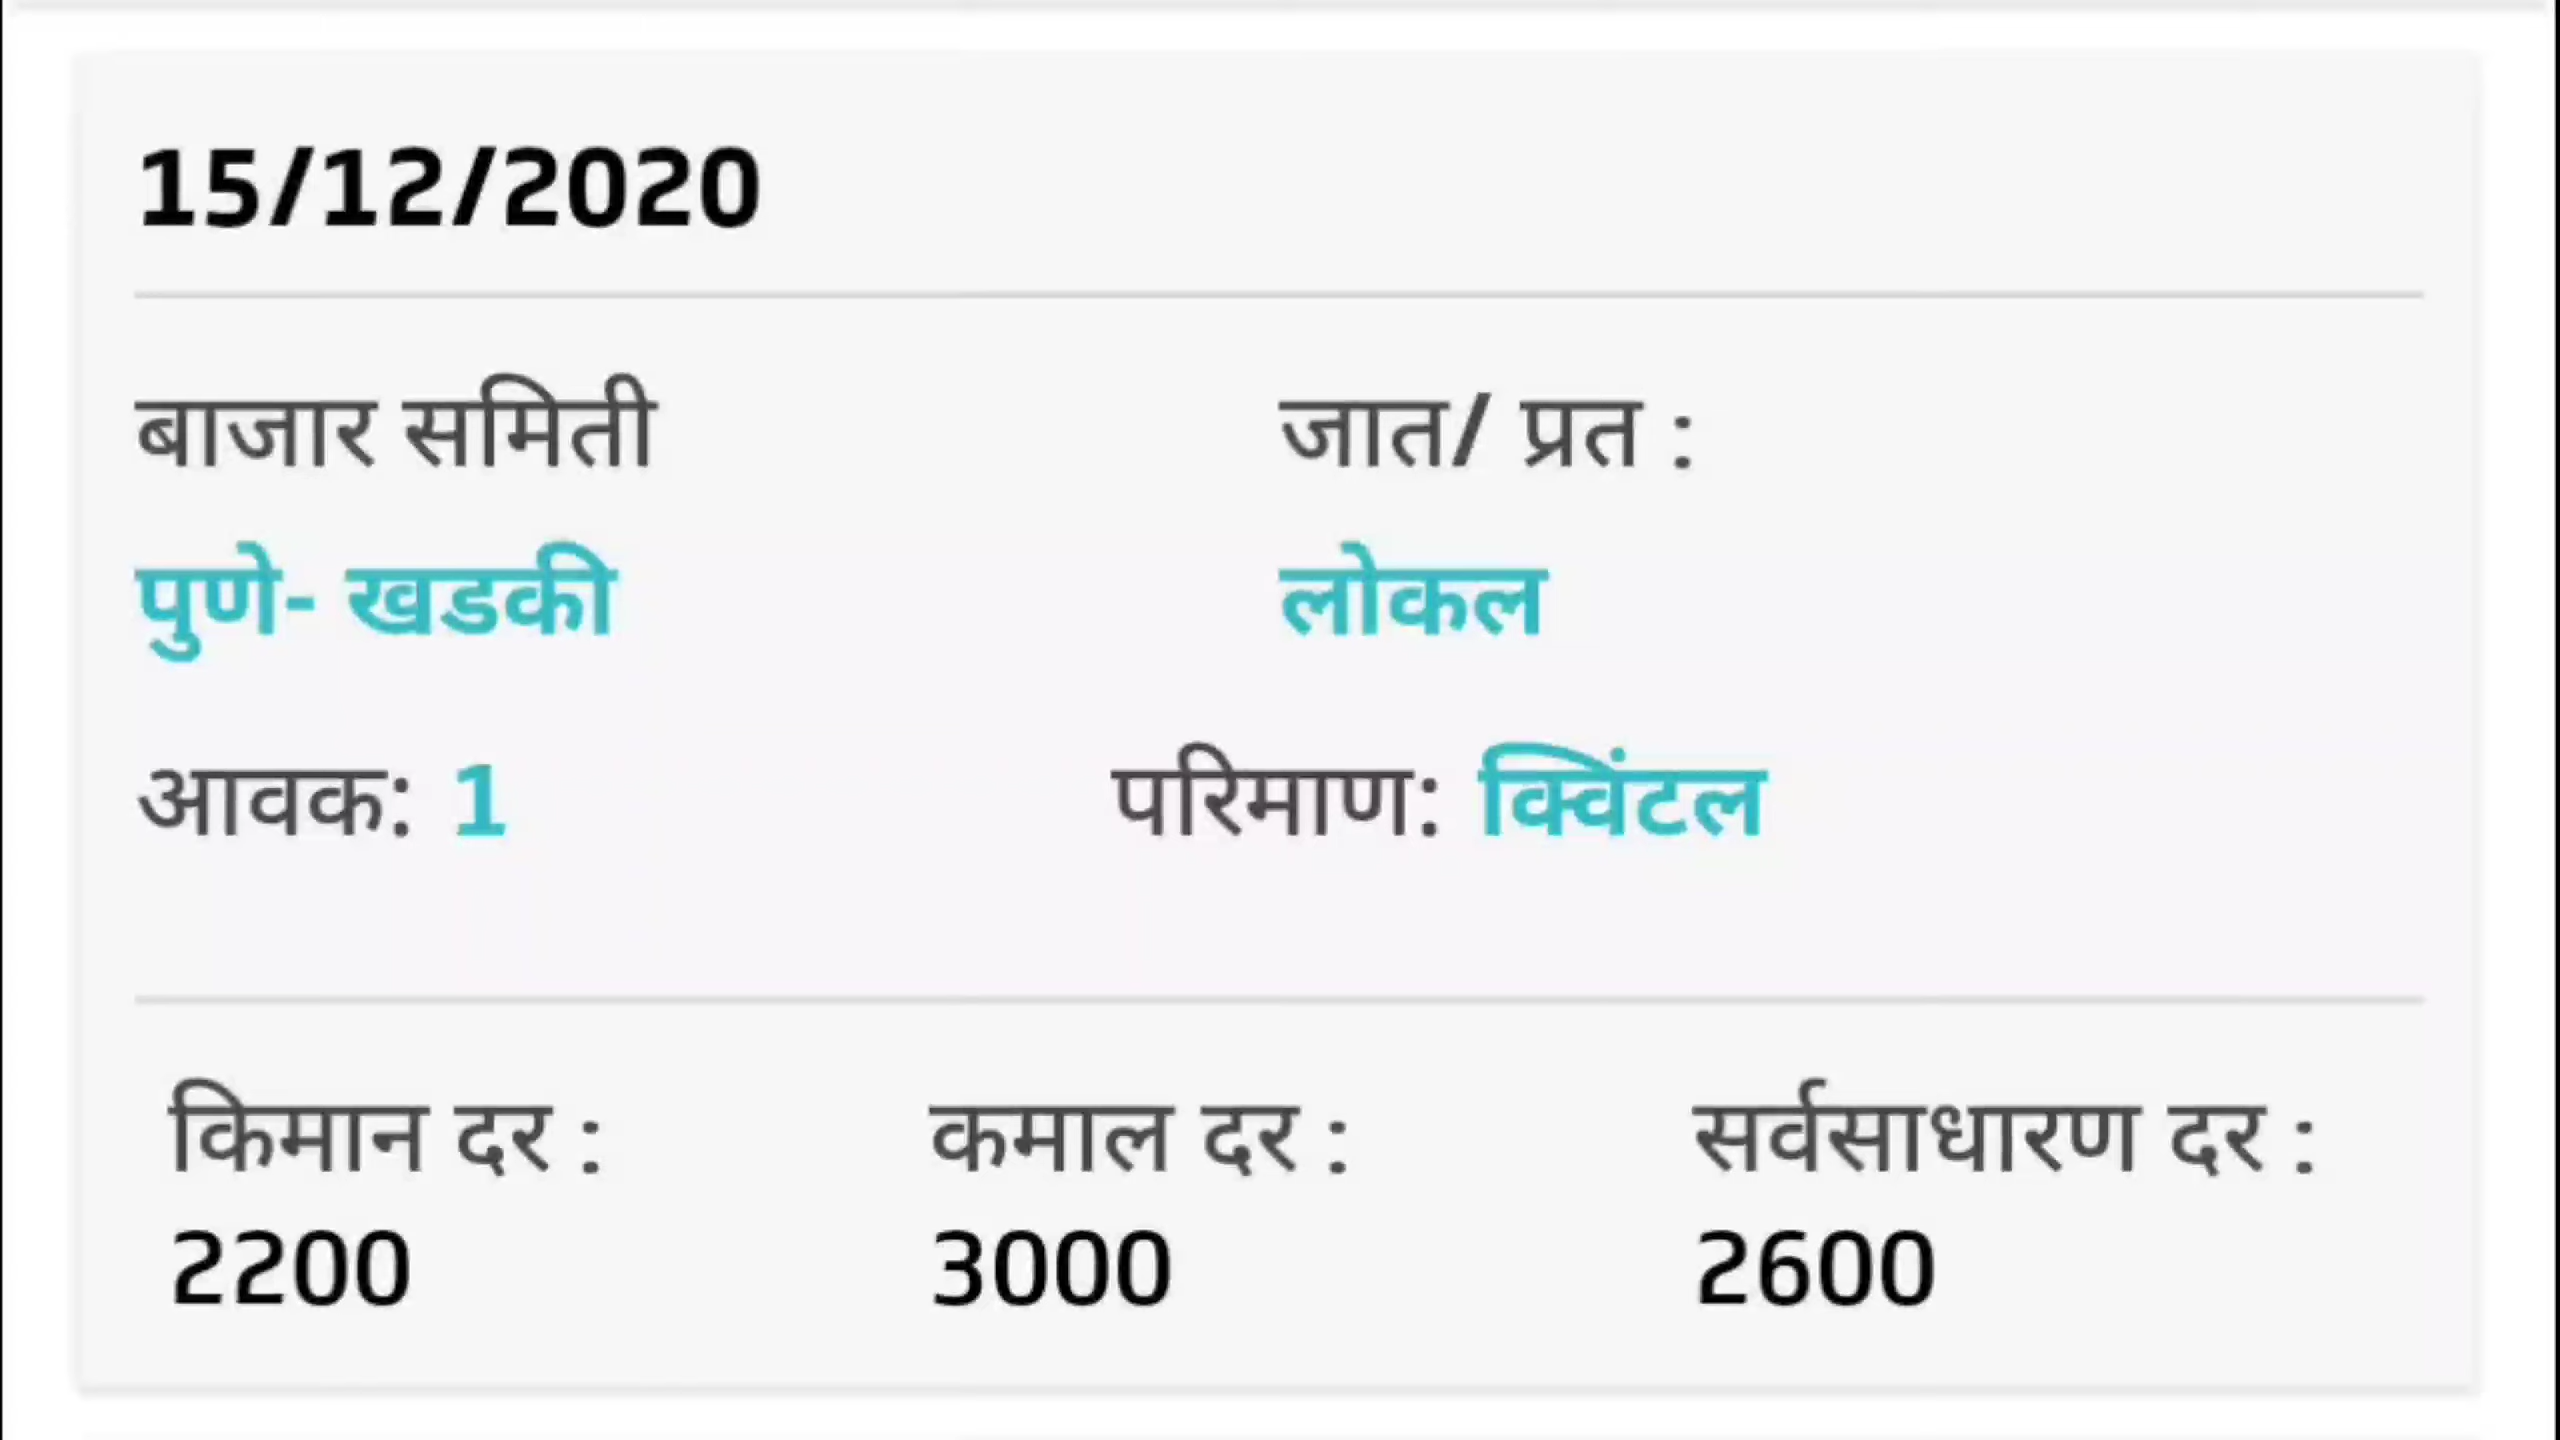 15/12/2020
बाजार समिती जात/ प्रत :
पुणे- खडकी लोकल
आवक: 1 परिमाण: क्विंटल
किमान दर : कमाल दर : सर्वसाधारण दर :
2200 3000 2600